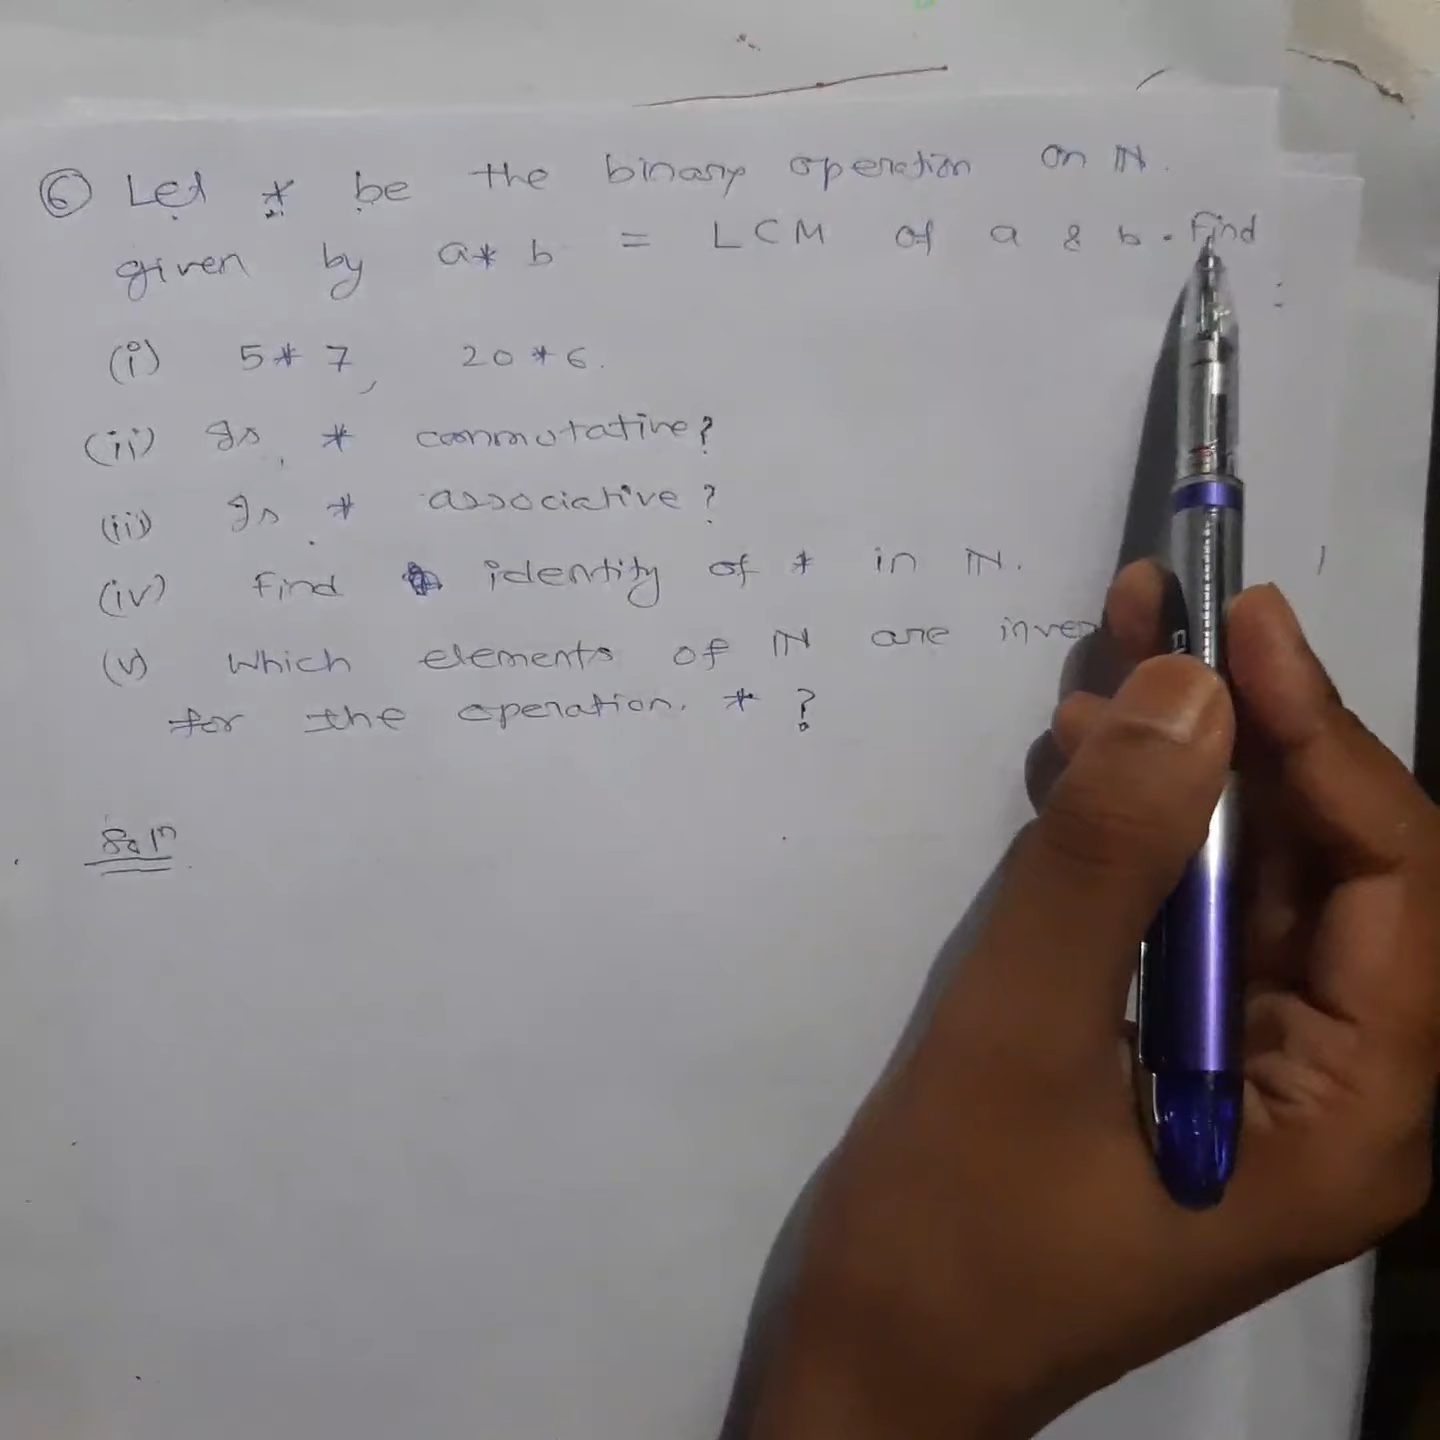 ⑥ Let * be the binary operation on ℕ.
given by a * b = LCM of a & b. Find
(i) 5 * 7, 20 * 6.
(ii) Is * commutative?
(iii) Is * associative?
(iv) Find identity of * in ℕ.
(v) Which elements of ℕ are
for the operation. * ?
Solⁿ